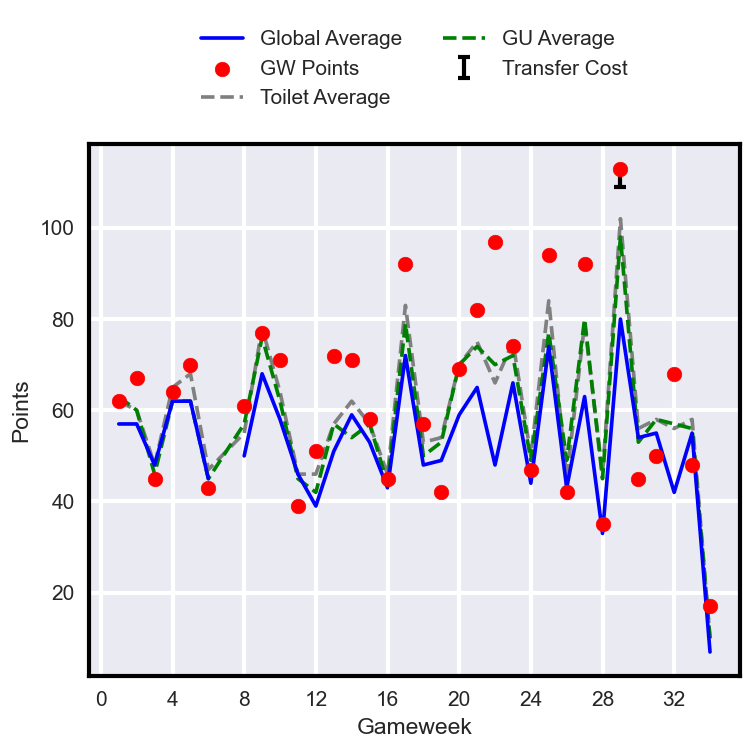 Global Average
GW Points
Toilet Average
GU Average
Transfer Cost
100
80
60
40
20
Points
0 4 8 12 16 20 24 28 32
Gameweek